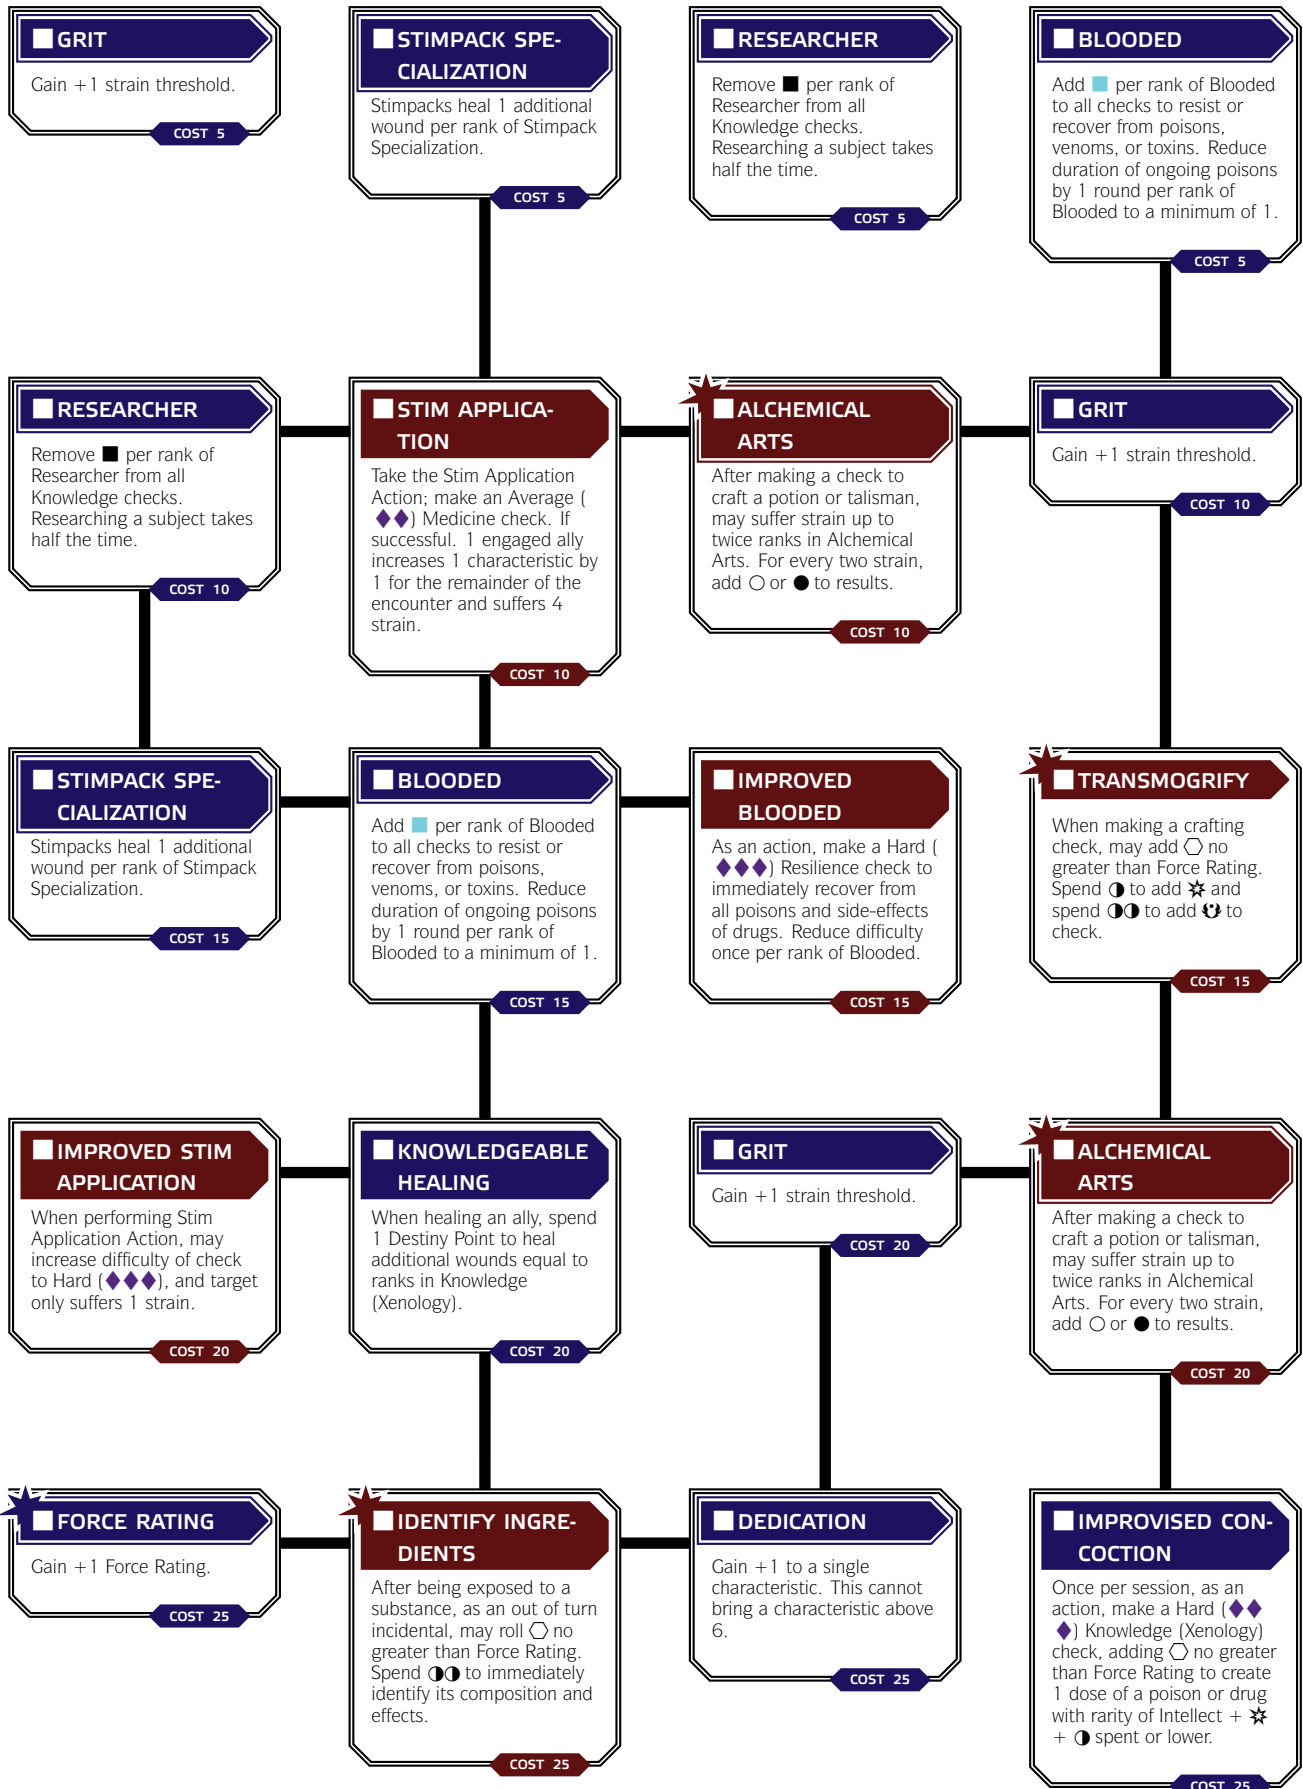 GRIT
Gain +1 strain threshold.
COST 5
STIMPACK SPE-
CIALIZATION
Stimpacks heal 1 additional
wound per rank of Stimpack
Specialization.
COST 5
RESEARCHER
Remove ■ per rank of
Researcher from all
Knowledge checks.
Researching a subject takes
half the time.
COST 5
BLOODED
Add ■ per rank of Blooded
to all checks to resist or
recover from poisons,
venoms, or toxins. Reduce
duration of ongoing poisons
by 1 round per rank of
Blooded to a minimum of 1.
COST 5
RESEARCHER
Remove ■ per rank of
Researcher from all
Knowledge checks.
Researching a subject takes
half the time.
COST 10
STIM APPLICA-
TION
Take the Stim Application
Action; make an Average (
◆◆) Medicine check. If
successful. 1 engaged ally
increases 1 characteristic by
1 for the remainder of the
encounter and suffers 4
strain.
COST 10
ALCHEMICAL
ARTS
After making a check to
craft a potion or talisman,
may suffer strain up to
twice ranks in Alchemical
Arts. For every two strain,
add ○ or ● to results.
COST 10
GRIT
Gain +1 strain threshold.
COST 10
STIMPACK SPE-
CIALIZATION
Stimpacks heal 1 additional
wound per rank of Stimpack
Specialization.
COST 15
BLOODED
Add ■ per rank of Blooded
to all checks to resist or
recover from poisons,
venoms, or toxins. Reduce
duration of ongoing poisons
by 1 round per rank of
Blooded to a minimum of 1.
COST 15
IMPROVED
BLOODED
As an action, make a Hard (
◆◆◆) Resilience check to
immediately recover from
all poisons and side-effects
of drugs. Reduce difficulty
once per rank of Blooded.
COST 15
TRANSMOGRIFY
When making a crafting
check, may add ⬡ no
greater than Force Rating.
Spend ◑ to add and
spend ◑◑ to add to
check.
COST 15
IMPROVED STIM
APPLICATION
When performing Stim
Application Action, may
increase difficulty of check
to Hard (◆◆◆), and target
only suffers 1 strain.
COST 20
KNOWLEDGEABLE
HEALING
When healing an ally, spend
1 Destiny Point to heal
additional wounds equal to
ranks in Knowledge
(Xenology).
COST 20
GRIT
Gain +1 strain threshold.
COST 20
ALCHEMICAL
ARTS
After making a check to
craft a potion or talisman,
may suffer strain up to
twice ranks in Alchemical
Arts. For every two strain,
add ○ or ● to results.
COST 20
FORCE RATING
Gain +1 Force Rating.
COST 25
IDENTIFY INGRE-
DIENTS
After being exposed to a
substance, as an out of turn
incidental, may roll ⬡ no
greater than Force Rating.
Spend ◑◑ to immediately
identify its composition and
effects.
COST 25
DEDICATION
Gain +1 to a single
characteristic. This cannot
bring a characteristic above
6.
COST 25
IMPROVISED CON-
COCTION
Once per session, as an
action, make a Hard (◆◆
◆) Knowledge (Xenology)
check, adding ⬡ no greater
than Force Rating to create
1 dose of a poison or drug
with rarity of Intellect +
+ ◑ spent or lower.
COST 25